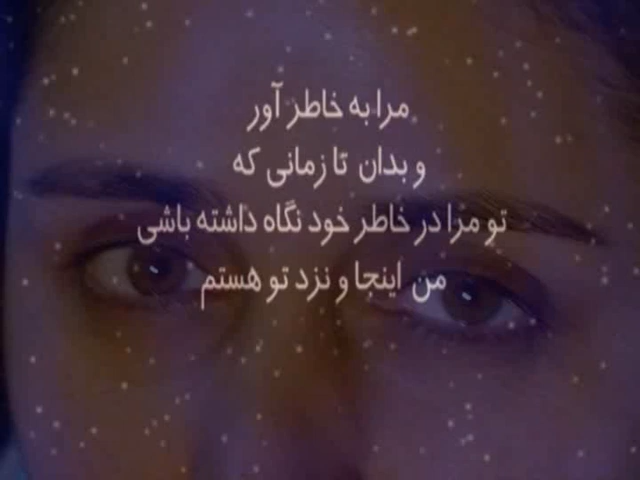 مرا به خاطر آور
و بدان تا زمانی که
تو مرا در خاطر خود نگاه داشته باشی
من اینجا و نزد تو هستم